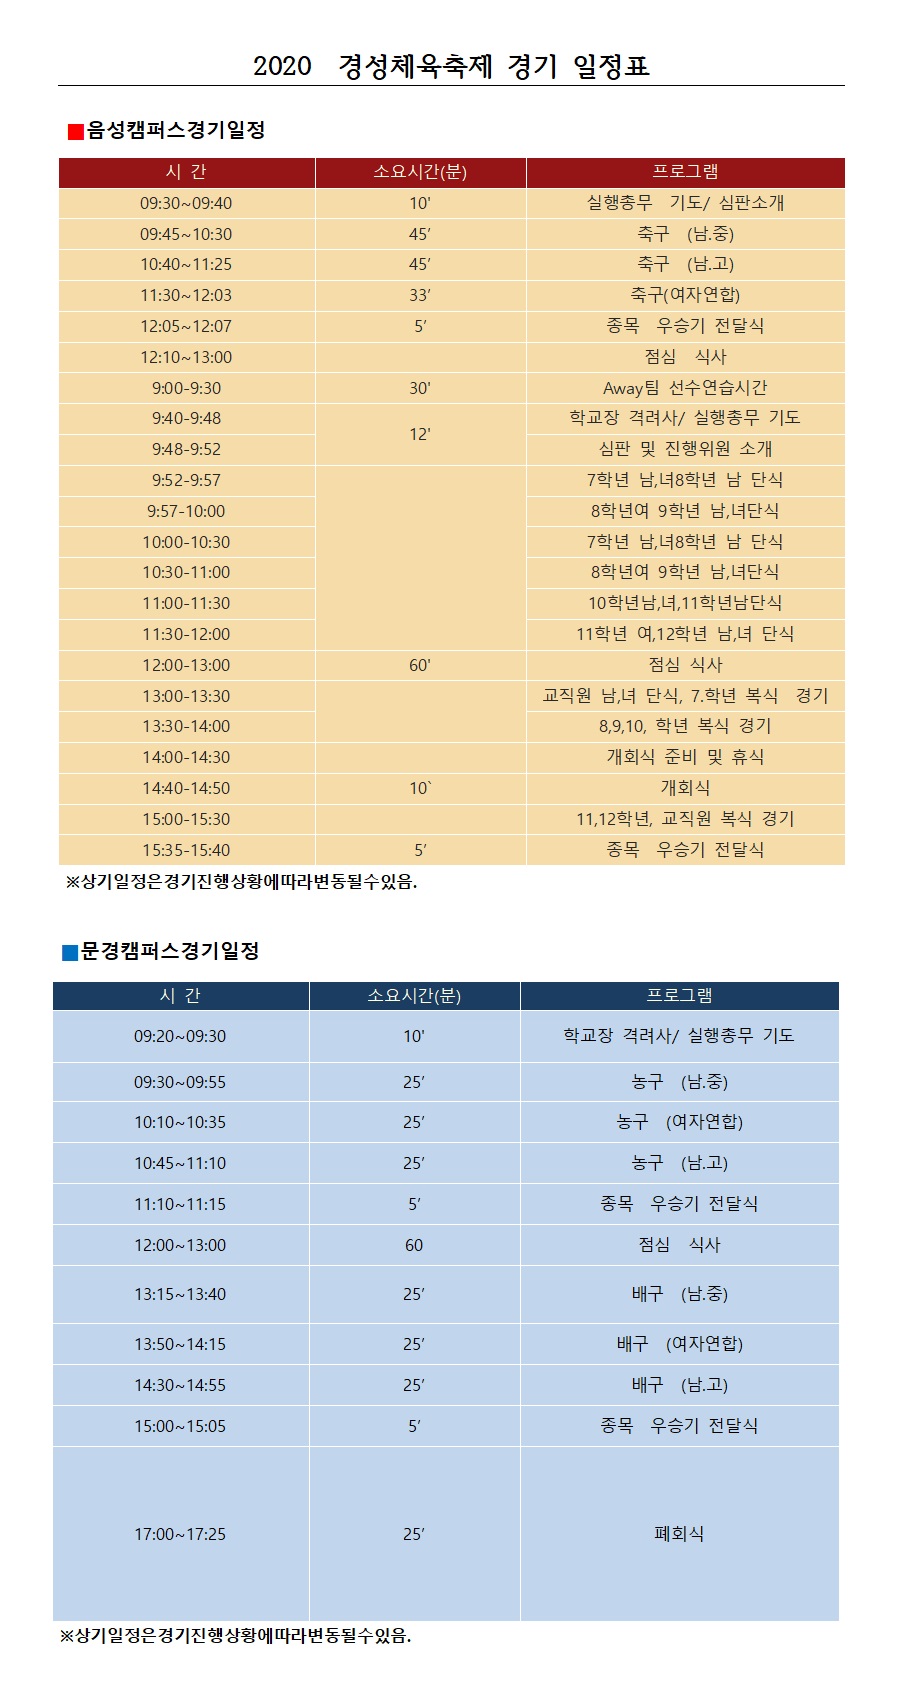 2020 경성체육축제 경기 일정표
■음성캠퍼스경기일정
시 간 소요시간(분) 프로그램
09:30~09:40 10' 실행총무 기도/ 심판소개
09:45~10:30 45’ 축구 (남.중)
10:40~11:25 45’ 축구 (남.고)
11:30~12:03 33’ 축구(여자연합)
12:05~12:07 5’ 종목 우승기 전달식
12:10~13:00 점심 식사
9:00-9:30 30' Away팀 선수연습시간
9:40-9:48 12' 학교장 격려사/ 실행총무 기도
9:48-9:52 심판 및 진행위원 소개
9:52-9:57 7학년 남,녀8학년 남 단식
9:57-10:00 8학년여 9학년 남,녀단식
10:00-10:30 7학년 남,녀8학년 남 단식
10:30-11:00 8학년여 9학년 남,녀단식
11:00-11:30 10학년남,녀,11학년남단식
11:30-12:00 11학년 여,12학년 남,녀 단식
12:00-13:00 60' 점심 식사
13:00-13:30 교직원 남,녀 단식, 7.학년 복식 경기
13:30-14:00 8,9,10, 학년 복식 경기
14:00-14:30 개회식 준비 및 휴식
14:40-14:50 10` 개회식
15:00-15:30 11,12학년, 교직원 복식 경기
15:35-15:40 5’ 종목 우승기 전달식
※상기일정은경기진행상황에따라변동될수있음.
■문경캠퍼스경기일정
시 간 소요시간(분) 프로그램
09:20~09:30 10' 학교장 격려사/ 실행총무 기도
09:30~09:55 25’ 농구 (남.중)
10:10~10:35 25’ 농구 (여자연합)
10:45~11:10 25’ 농구 (남.고)
11:10~11:15 5’ 종목 우승기 전달식
12:00~13:00 60 점심 식사
13:15~13:40 25’ 배구 (남.중)
13:50~14:15 25’ 배구 (여자연합)
14:30~14:55 25’ 배구 (남.고)
15:00~15:05 5’ 종목 우승기 전달식
17:00~17:25 25’ 폐회식
※상기일정은경기진행상황에따라변동될수있음.